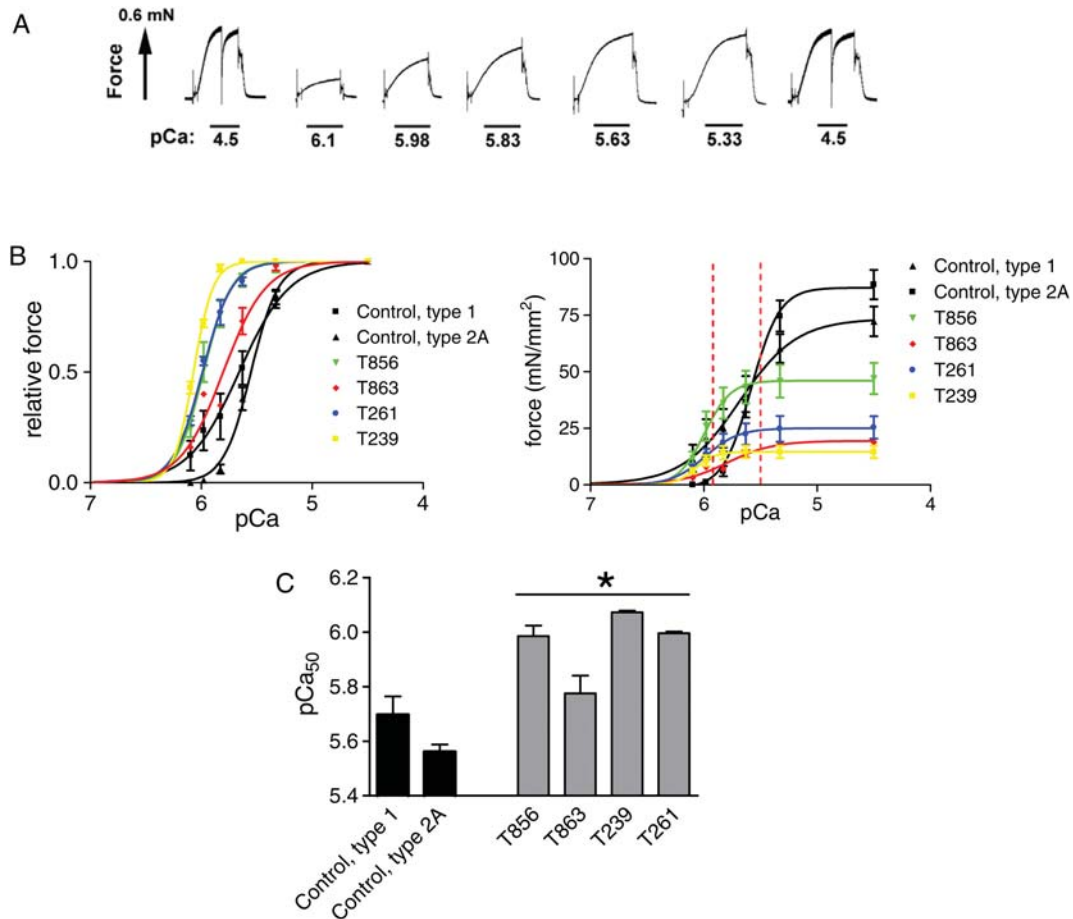 A
0.6 mN
Force
pCa: 4.5 6.1 5.98 5.83 5.63 5.33 4.5
B
relative force
1.0
0.5
0.0
7 6 5 4
pCa
Control, type 1
Control, type 2A
T856
T863
T261
T239
force (mN/mm²)
100
75
50
25
0
7 6 5 4
pCa
Control, type 1
Control, type 2A
T856
T863
T261
T239
C
*
pCa₅₀
6.2
6.0
5.8
5.6
5.4
Control, type 1
Control, type 2A
T856
T863
T239
T261